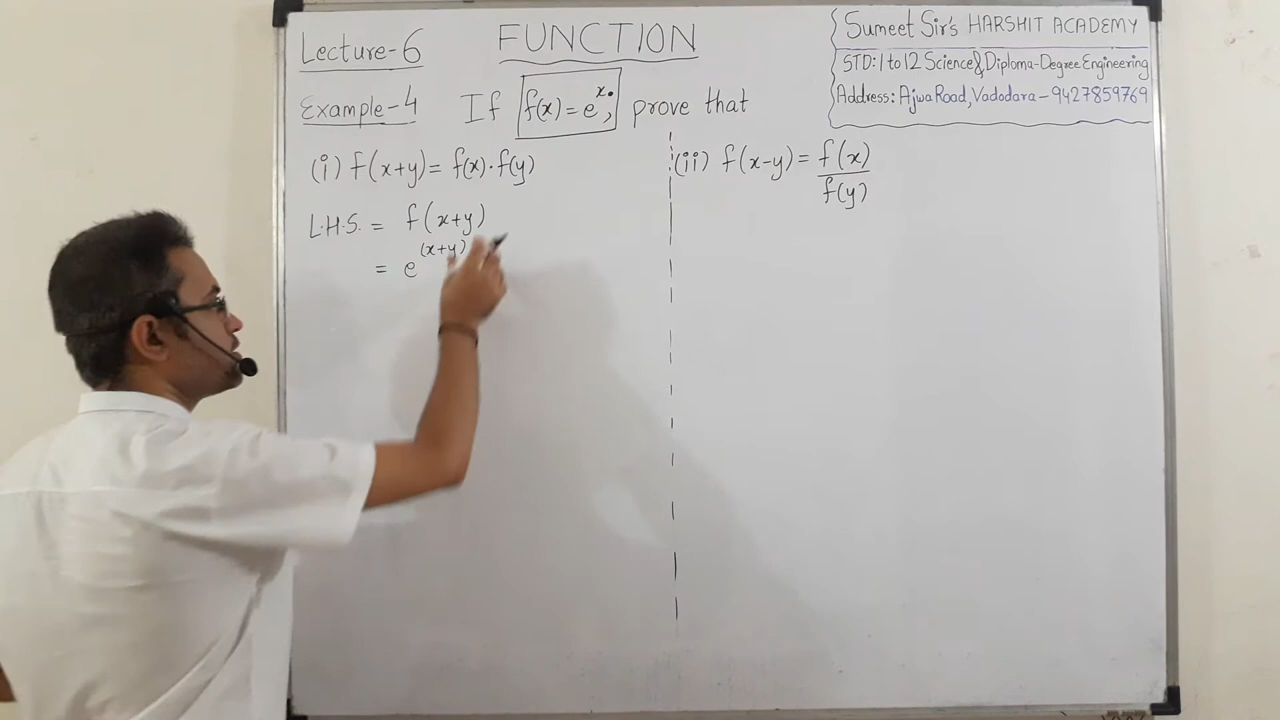 Lecture-6
FUNCTION
Sumeet Sir's HARSHIT ACADEMY
STD:1 to 12 Science & Diploma-Degree Engineering
Address: Ajwa Road, Vadodara - 9427859769
Example-4 If f(x) = e^x, prove that
(i) f(x+y) = f(x)·f(y)
L.H.S. = f(x+y)
= e^(x+y)
(ii) f(x-y) = f(x)/f(y)